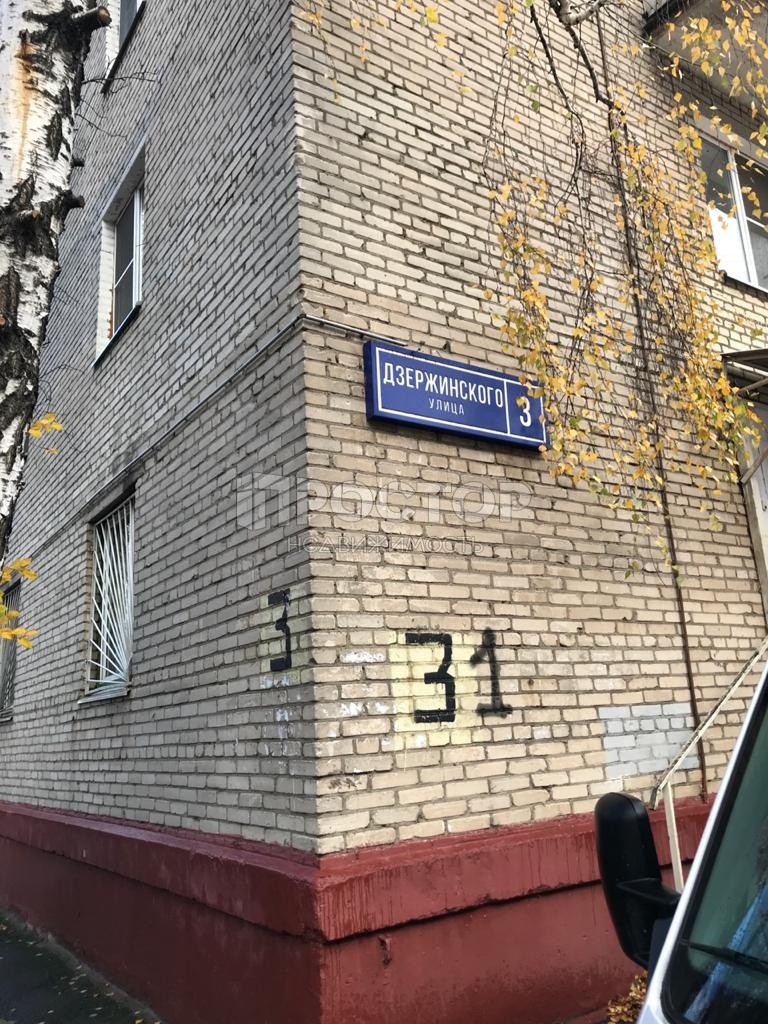 ДЗЕРЖИНСКОГО
УЛИЦА
3
ПРОСТОР
НЕДВИЖИМОСТЬ
3
31